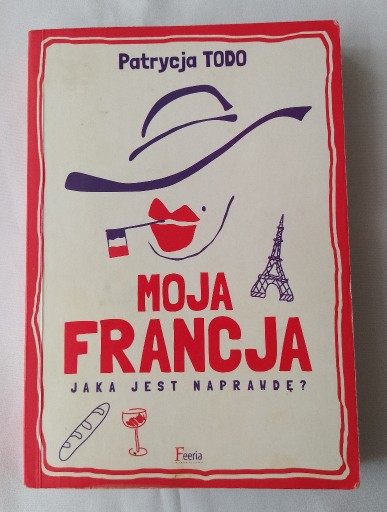 Patrycja TODO
MOJA
FRANCJA
JAKA JEST NAPRAWDĘ?
Feeria